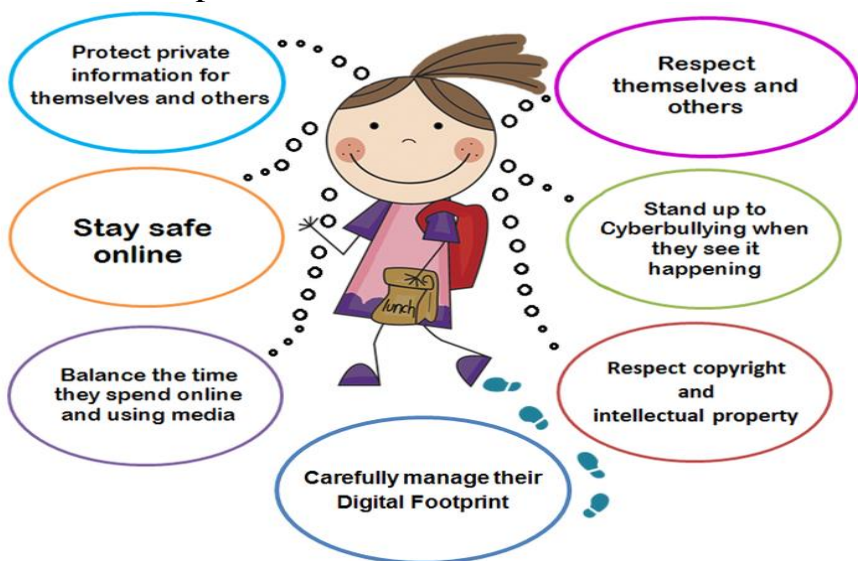 Protect private
information for
themselves and others
Respect
themselves and
others
Stay safe
online
Stand up to
Cyberbullying when
they see it
happening
lunch
Balance the time
they spend online
and using media
Respect copyright
and
intellectual property
Carefully manage their
Digital Footprint